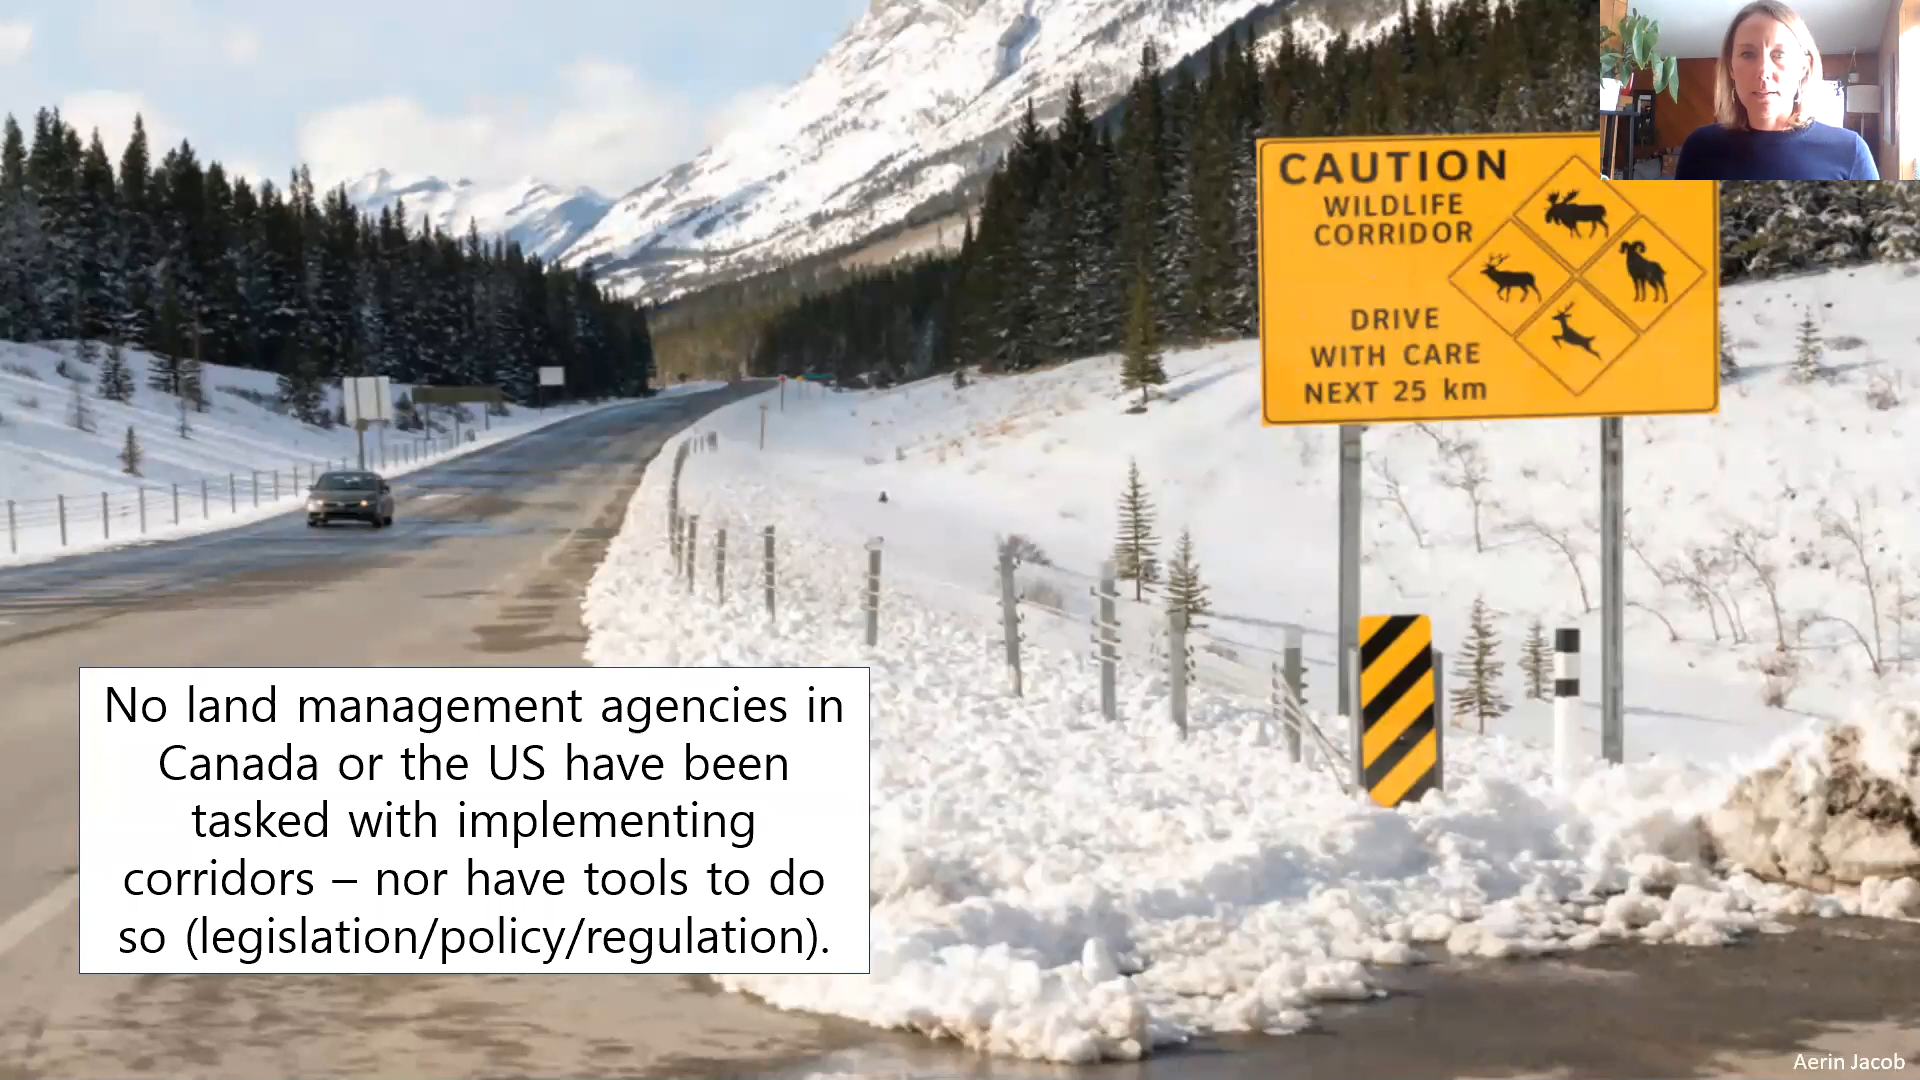 CAUTION
WILDLIFE
CORRIDOR
DRIVE
WITH CARE
NEXT 25 km
No land management agencies in
Canada or the US have been
tasked with implementing
corridors – nor have tools to do
so (legislation/policy/regulation).
Aerin Jacob